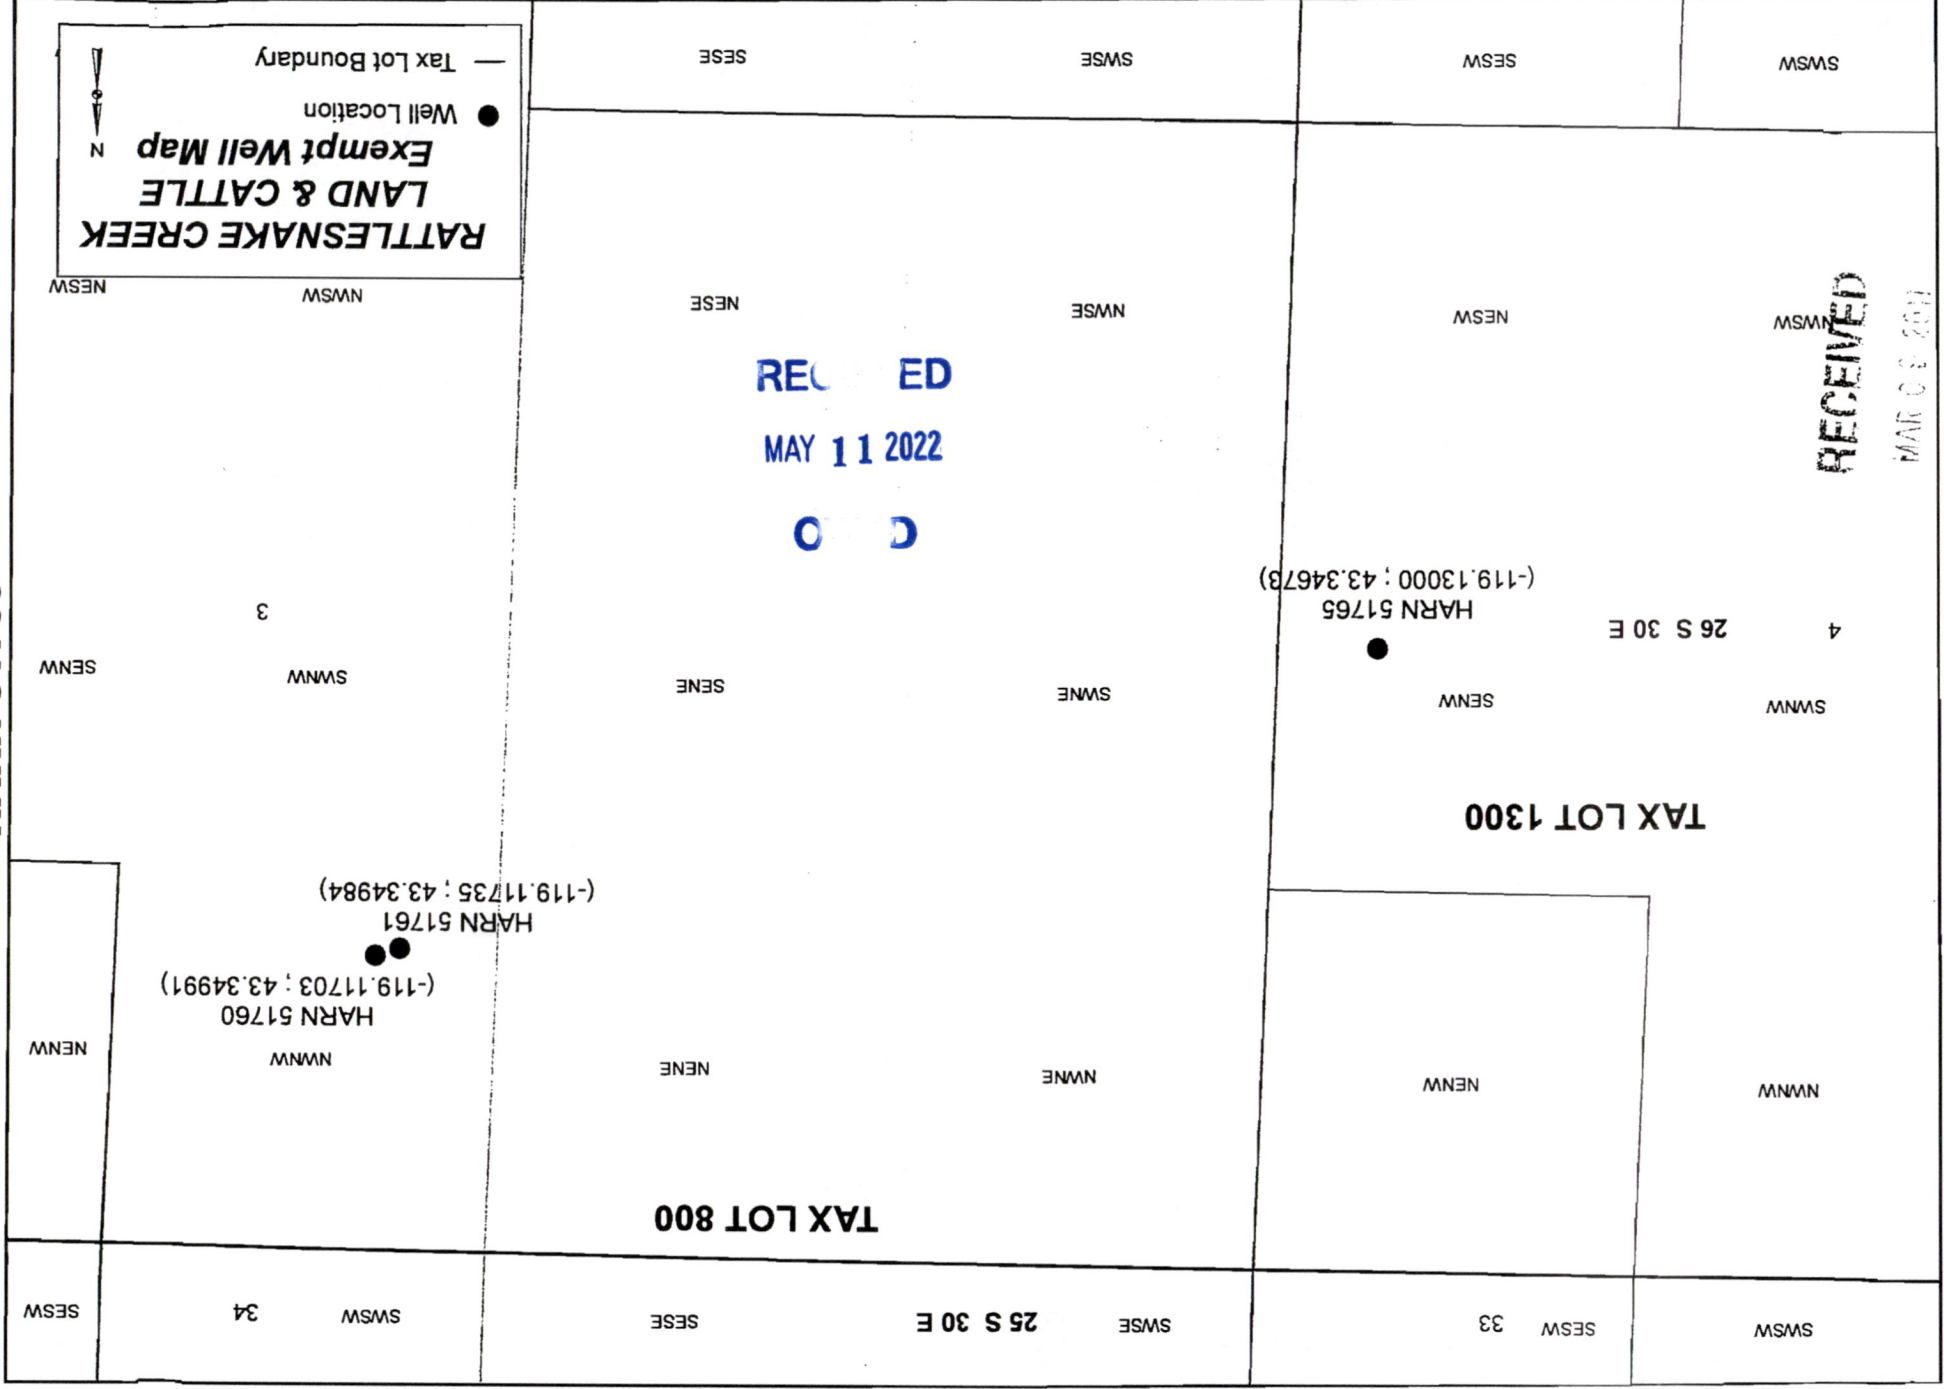 SWSW
SESW
33
SWSE
25 S 30 E
SESE
SWSW
34
SESW
TAX LOT 800
NWNW
NENW
NWNE
NENE
NWNW
NENW
HARN 51760
(-119.11703 ; 43.34991)
HARN 51761
(-119.11735 ; 43.34984)
TAX LOT 1300
SWNW
SENW
SWNE
SENE
SWNW
SENW
4
26 S 30 E
HARN 51765
(-119.13000 ; 43.34673)
3
MAY 11 2022
RECEIVED
MAR
NWSW
NESW
NWSE
NESE
NWSW
NESW
RATTLESNAKE CREEK
LAND & CATTLE
Exempt Well Map
N
Well Location
Tax Lot Boundary
SWSW
SESW
SWSE
SESE